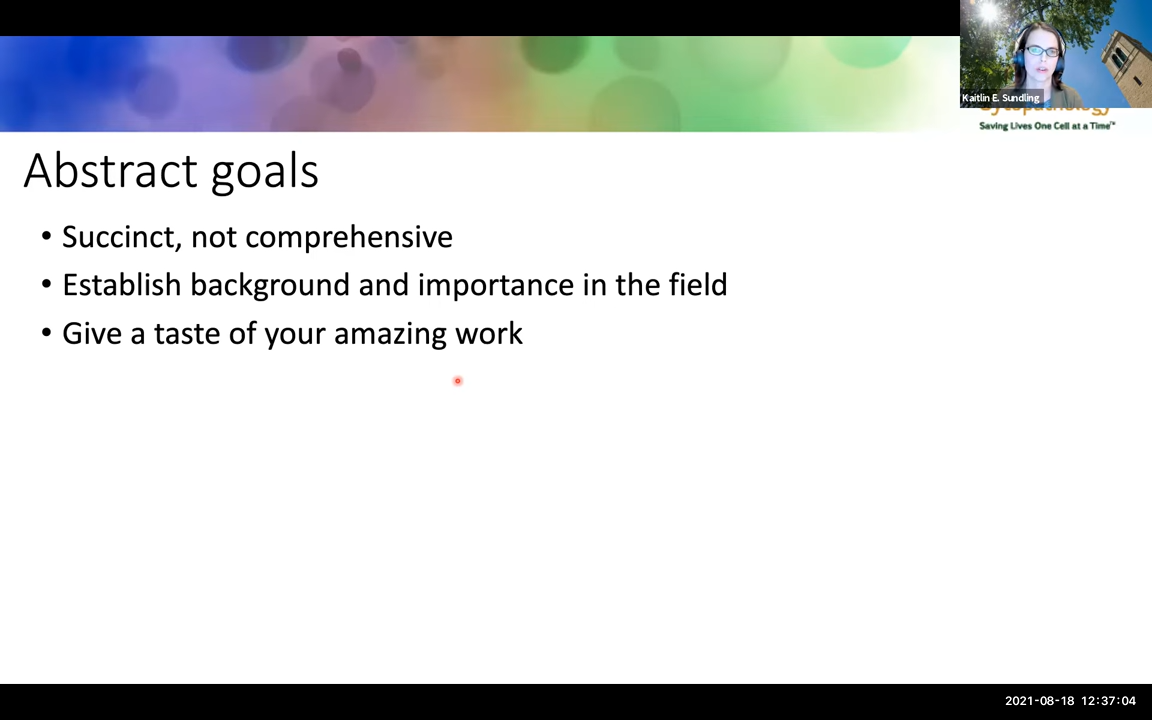 Kaitlin E. Sundling
Cytopathology
Saving Lives One Cell at a Time™
Abstract goals
• Succinct, not comprehensive
• Establish background and importance in the field
• Give a taste of your amazing work
2021-08-18 12:37:04